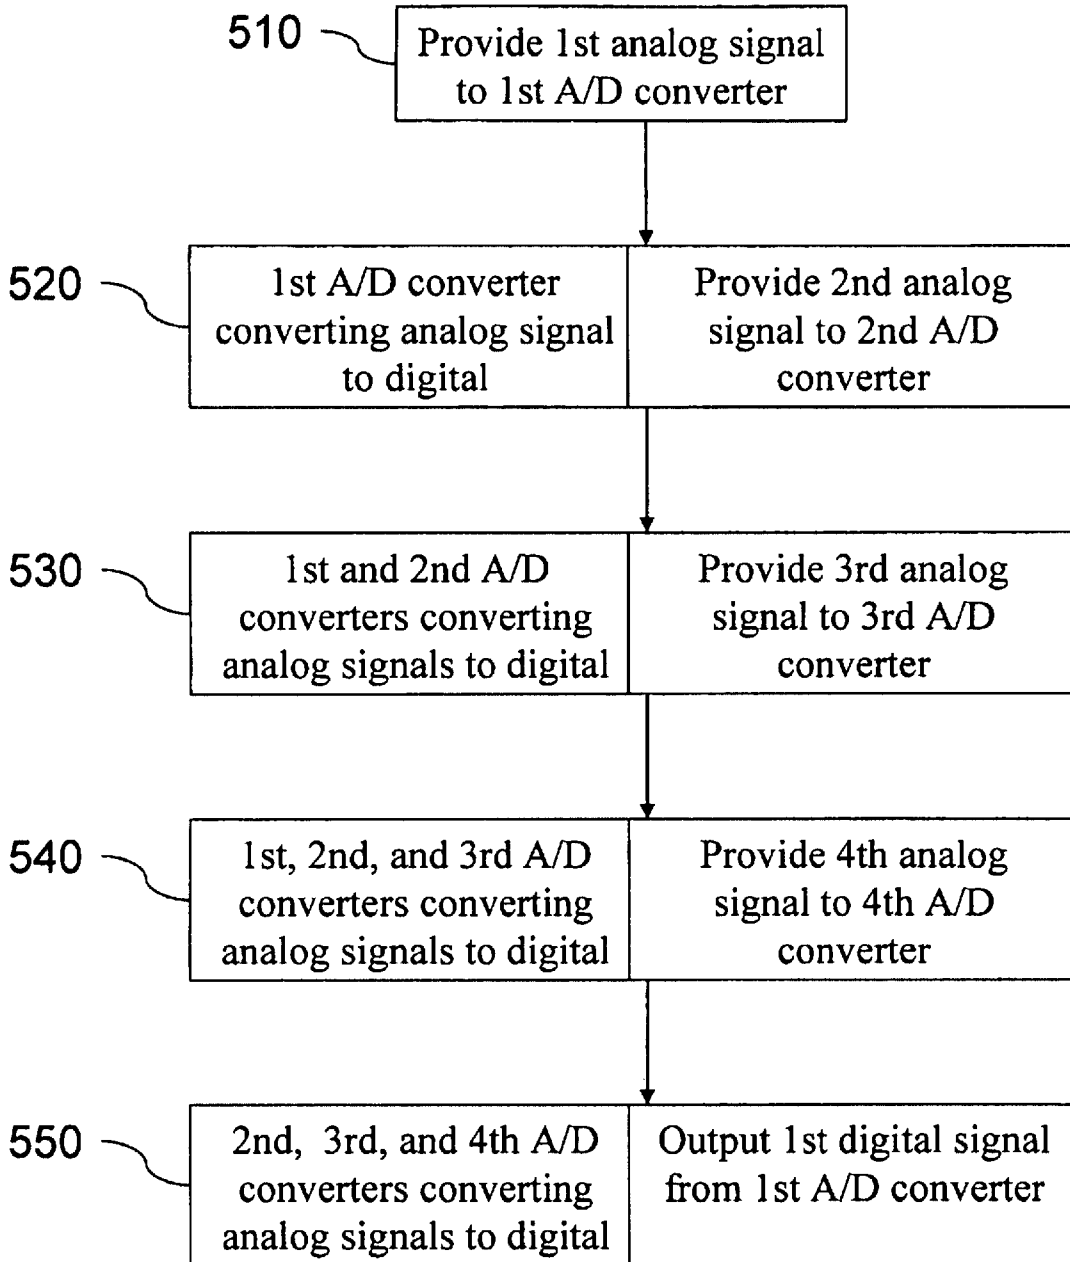 510
Provide 1st analog signal
to 1st A/D converter
520
1st A/D converter
converting analog signal
to digital
Provide 2nd analog
signal to 2nd A/D
converter
530
1st and 2nd A/D
converters converting
analog signals to digital
Provide 3rd analog
signal to 3rd A/D
converter
540
1st, 2nd, and 3rd A/D
converters converting
analog signals to digital
Provide 4th analog
signal to 4th A/D
converter
550
2nd, 3rd, and 4th A/D
converters converting
analog signals to digital
Output 1st digital signal
from 1st A/D converter